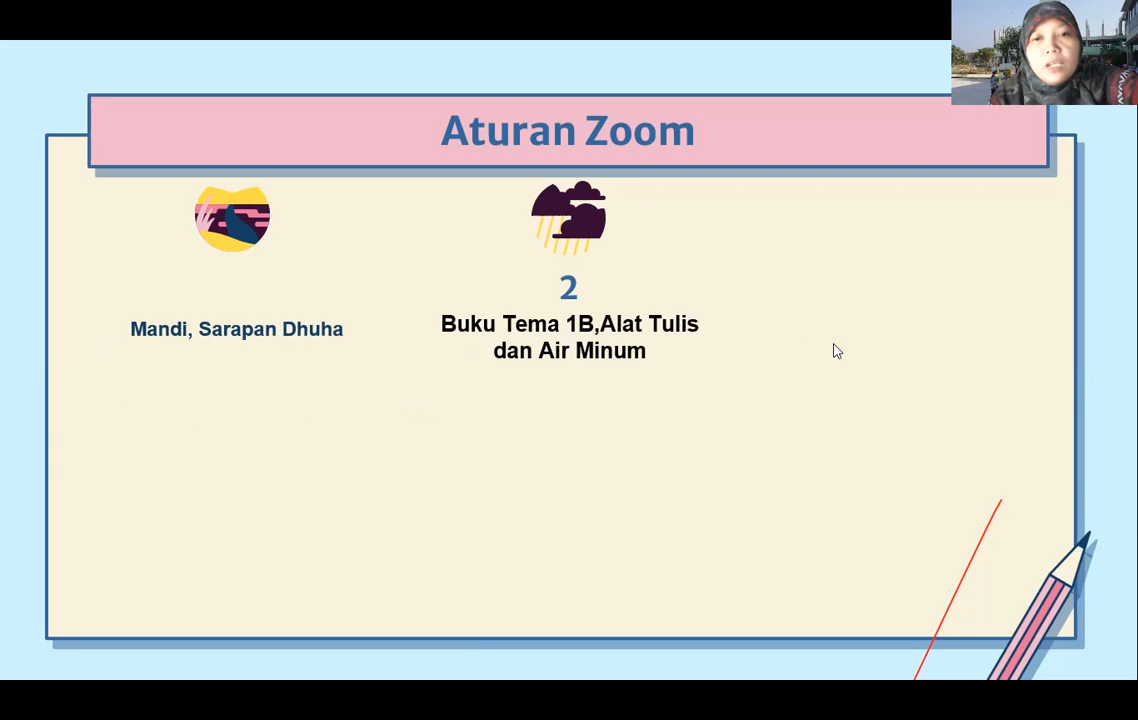 Aturan Zoom
Mandi, Sarapan Dhuha
2
Buku Tema 1B,Alat Tulis
dan Air Minum